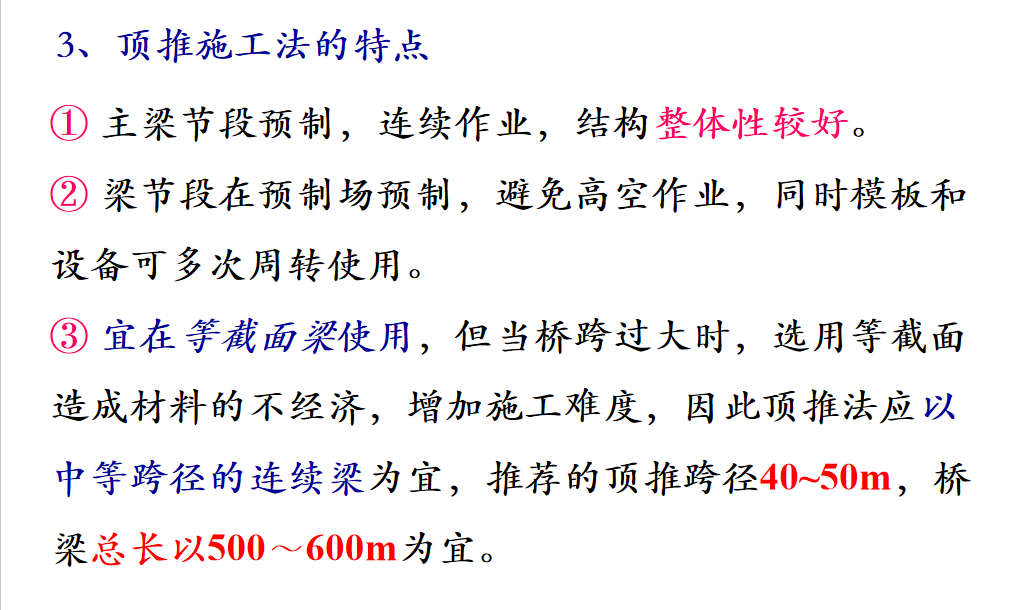 3、顶推施工法的特点
① 主梁节段预制，连续作业，结构整体性较好。
② 梁节段在预制场预制，避免高空作业，同时模板和
设备可多次周转使用。
③ 宜在等截面梁使用，但当桥跨过大时，选用等截面
造成材料的不经济，增加施工难度，因此顶推法应以
中等跨径的连续梁为宜，推荐的顶推跨径40~50m，桥
梁总长以500～600m为宜。